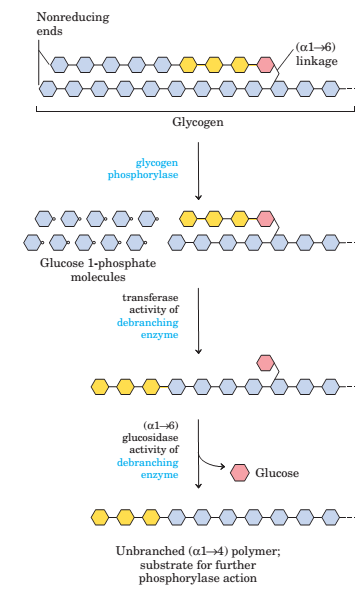 Nonreducing
ends
(α1→6)
linkage
Glycogen
glycogen
phosphorylase
Glucose 1-phosphate
molecules
transferase
activity of
debranching
enzyme
(α1→6)
glucosidase
activity of
debranching
enzyme
Glucose
Unbranched (α1→4) polymer;
substrate for further
phosphorylase action